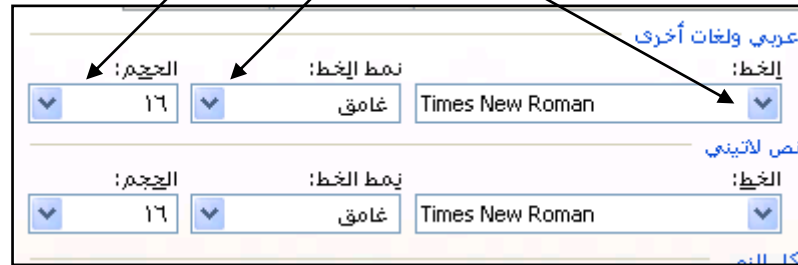 عربي ولغات أخرى
الخط: نمط الخط: الحجم:
Times New Roman غامق ١٦
نص لاتيني
الخط: نمط الخط: الحجم:
Times New Roman غامق ١٦